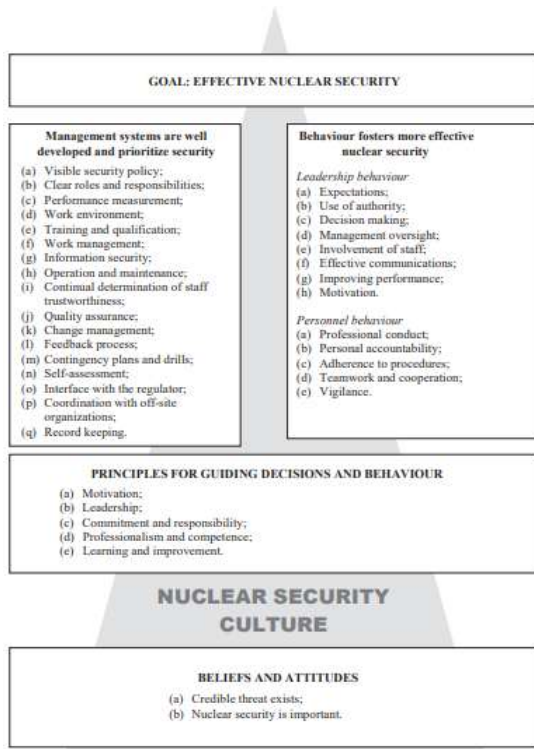 GOAL: EFFECTIVE NUCLEAR SECURITY
Management systems are well
developed and prioritize security
(a) Visible security policy;
(b) Clear roles and responsibilities;
(c) Performance measurement;
(d) Work environment;
(e) Training and qualification;
(f) Work management;
(g) Information security;
(h) Operation and maintenance;
(i) Continual determination of staff
trustworthiness;
(j) Quality assurance;
(k) Change management;
(l) Feedback process;
(m) Contingency plans and drills;
(n) Self-assessment;
(o) Interface with the regulator;
(p) Coordination with off-site
organizations;
(q) Record keeping.
Behaviour fosters more effective
nuclear security
Leadership behaviour
(a) Expectations;
(b) Use of authority;
(c) Decision making;
(d) Management oversight;
(e) Involvement of staff;
(f) Effective communications;
(g) Improving performance;
(h) Motivation.
Personnel behaviour
(a) Professional conduct;
(b) Personal accountability;
(c) Adherence to procedures;
(d) Teamwork and cooperation;
(e) Vigilance.
PRINCIPLES FOR GUIDING DECISIONS AND BEHAVIOUR
(a) Motivation;
(b) Leadership;
(c) Commitment and responsibility;
(d) Professionalism and competence;
(e) Learning and improvement.
NUCLEAR SECURITY
CULTURE
BELIEFS AND ATTITUDES
(a) Credible threat exists;
(b) Nuclear security is important.